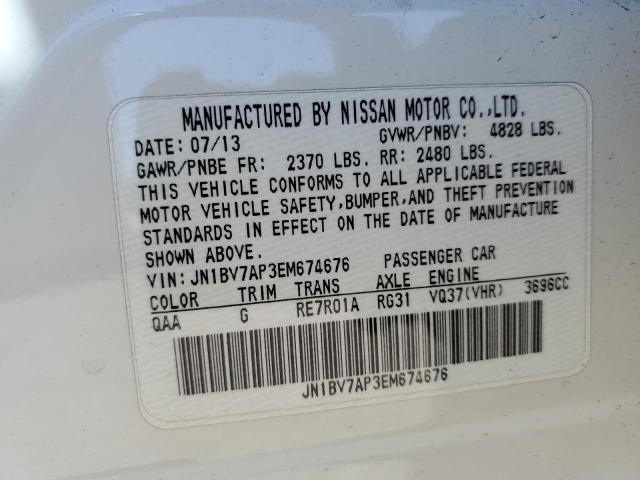 MANUFACTURED BY NISSAN MOTOR CO.,LTD.
DATE: 07/13 GVWR/PNBV: 4828 LBS.
GAWR/PNBE FR: 2370 LBS. RR: 2480 LBS.
THIS VEHICLE CONFORMS TO ALL APPLICABLE FEDERAL
MOTOR VEHICLE SAFETY,BUMPER,AND THEFT PREVENTION
STANDARDS IN EFFECT ON THE DATE OF MANUFACTURE
SHOWN ABOVE.
VIN: JN1BV7AP3EM674676 PASSENGER CAR
COLOR TRIM TRANS AXLE ENGINE
QAA G RE7R01A RG31 VQ37(VHR) 3696CC
JN1BV7AP3EM674676